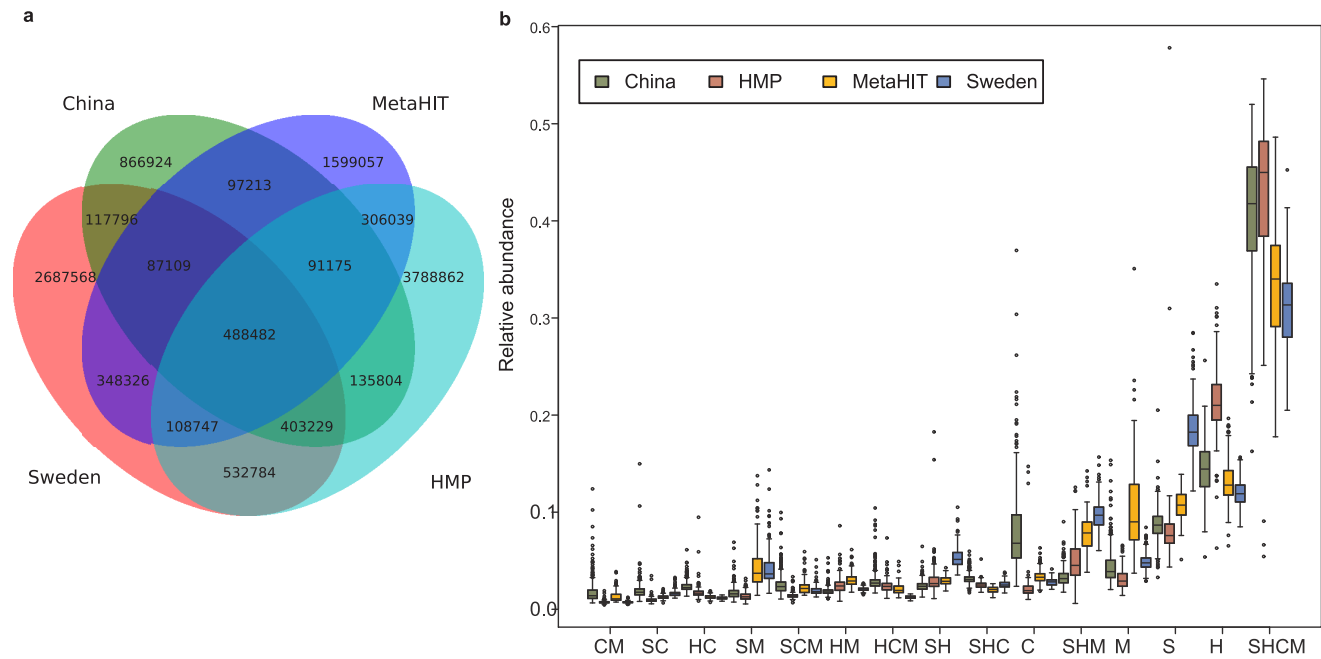 a
China
MetaHIT
866924
1599057
97213
117796
306039
87109
91175
2687568
3788862
488482
348326
135804
108747
403229
532784
Sweden
HMP
b
China HMP MetaHIT Sweden
Relative abundance
0.6
0.5
0.4
0.3
0.2
0.1
0.0
CM SC HC SM SCM HM HCM SH SHC C SHM M S H SHCM